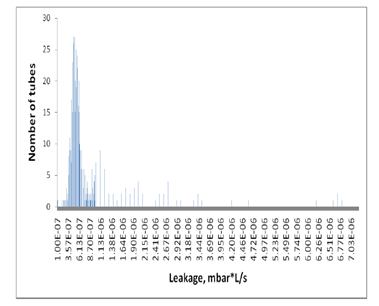 30
25
20
15
10
5
0
Nomber of tubes
1.00E-07
3.57E-07
6.13E-07
8.70E-07
1.13E-06
1.38E-06
1.64E-06
1.90E-06
2.15E-06
2.41E-06
2.67E-06
2.92E-06
3.18E-06
3.44E-06
3.69E-06
3.95E-06
4.20E-06
4.46E-06
4.72E-06
4.97E-06
5.23E-06
5.49E-06
5.74E-06
6.00E-06
6.26E-06
6.51E-06
6.77E-06
7.03E-06
Leakage, mbar*L/s